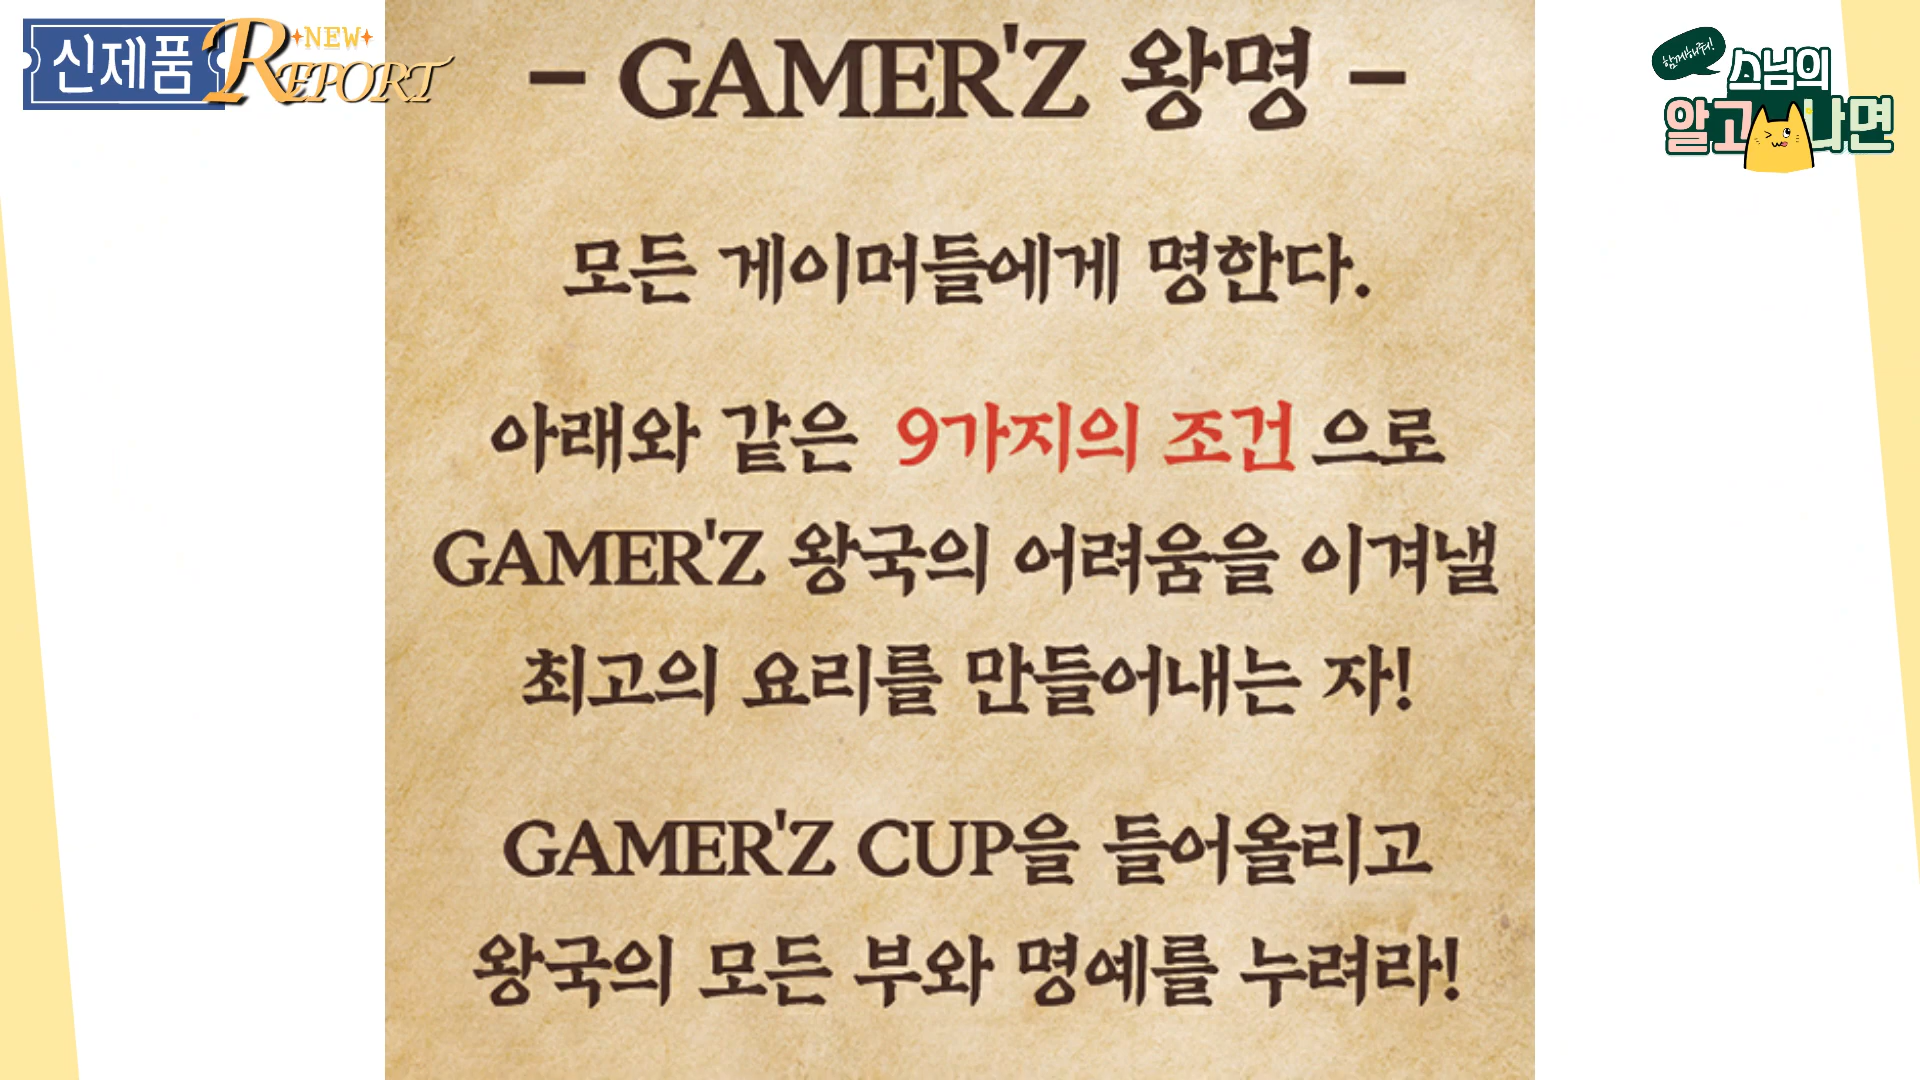 신제품 REPORT
NEW
함께해줘!
스님의
알고 나면
- GAMER'Z 왕명 -
모든 게이머들에게 명한다.
아래와 같은 9가지의 조건으로
GAMER'Z 왕국의 어려움을 이겨낼
최고의 요리를 만들어내는 자!
GAMER'Z CUP을 들어올리고
왕국의 모든 부와 명예를 누려라!